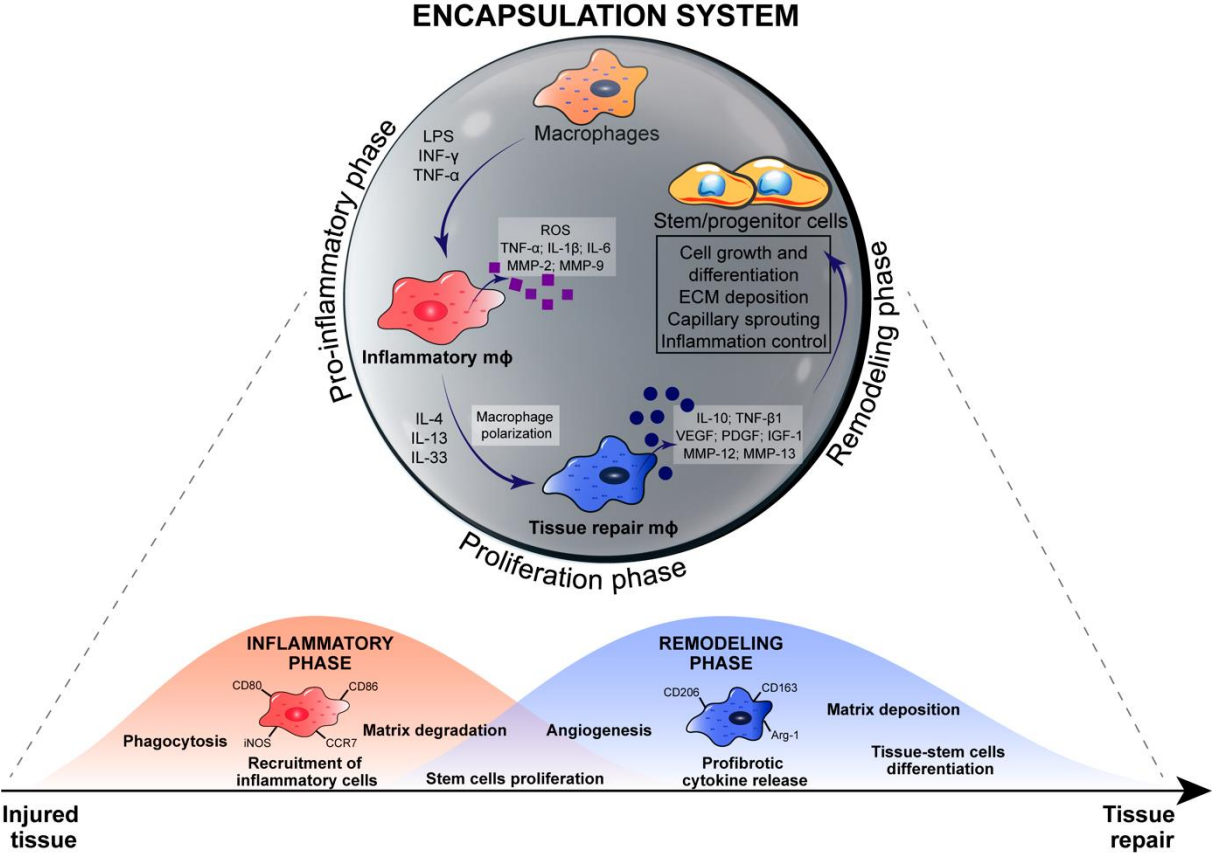 ENCAPSULATION SYSTEM
Macrophages
LPS
INF-γ
TNF-α
Pro-inflammatory phase
ROS
TNF-α; IL-1β; IL-6
MMP-2; MMP-9
Inflammatory mϕ
Stem/progenitor cells
Cell growth and
differentiation
ECM deposition
Capillary sprouting
Inflammation control
Remodeling phase
IL-4
IL-13
IL-33
Macrophage
polarization
IL-10; TNF-β1
VEGF; PDGF; IGF-1
MMP-12; MMP-13
Tissue repair mϕ
Proliferation phase
INFLAMMATORY
PHASE
CD80
CD86
iNOS
CCR7
Phagocytosis
Matrix degradation
Recruitment of
inflammatory cells
Stem cells proliferation
Angiogenesis
REMODELING
PHASE
CD206
CD163
Arg-1
Profibrotic
cytokine release
Matrix deposition
Tissue-stem cells
differentiation
Injured
tissue
Tissue
repair